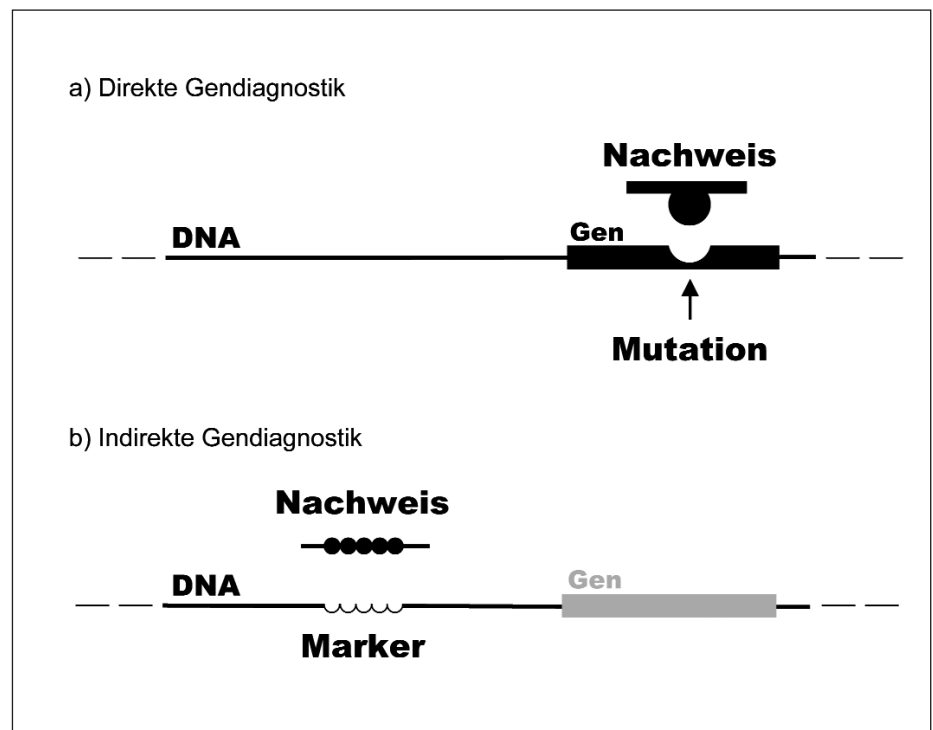 a) Direkte Gendiagnostik
Nachweis
DNA
Gen
Mutation
b) Indirekte Gendiagnostik
Nachweis
DNA
Gen
Marker